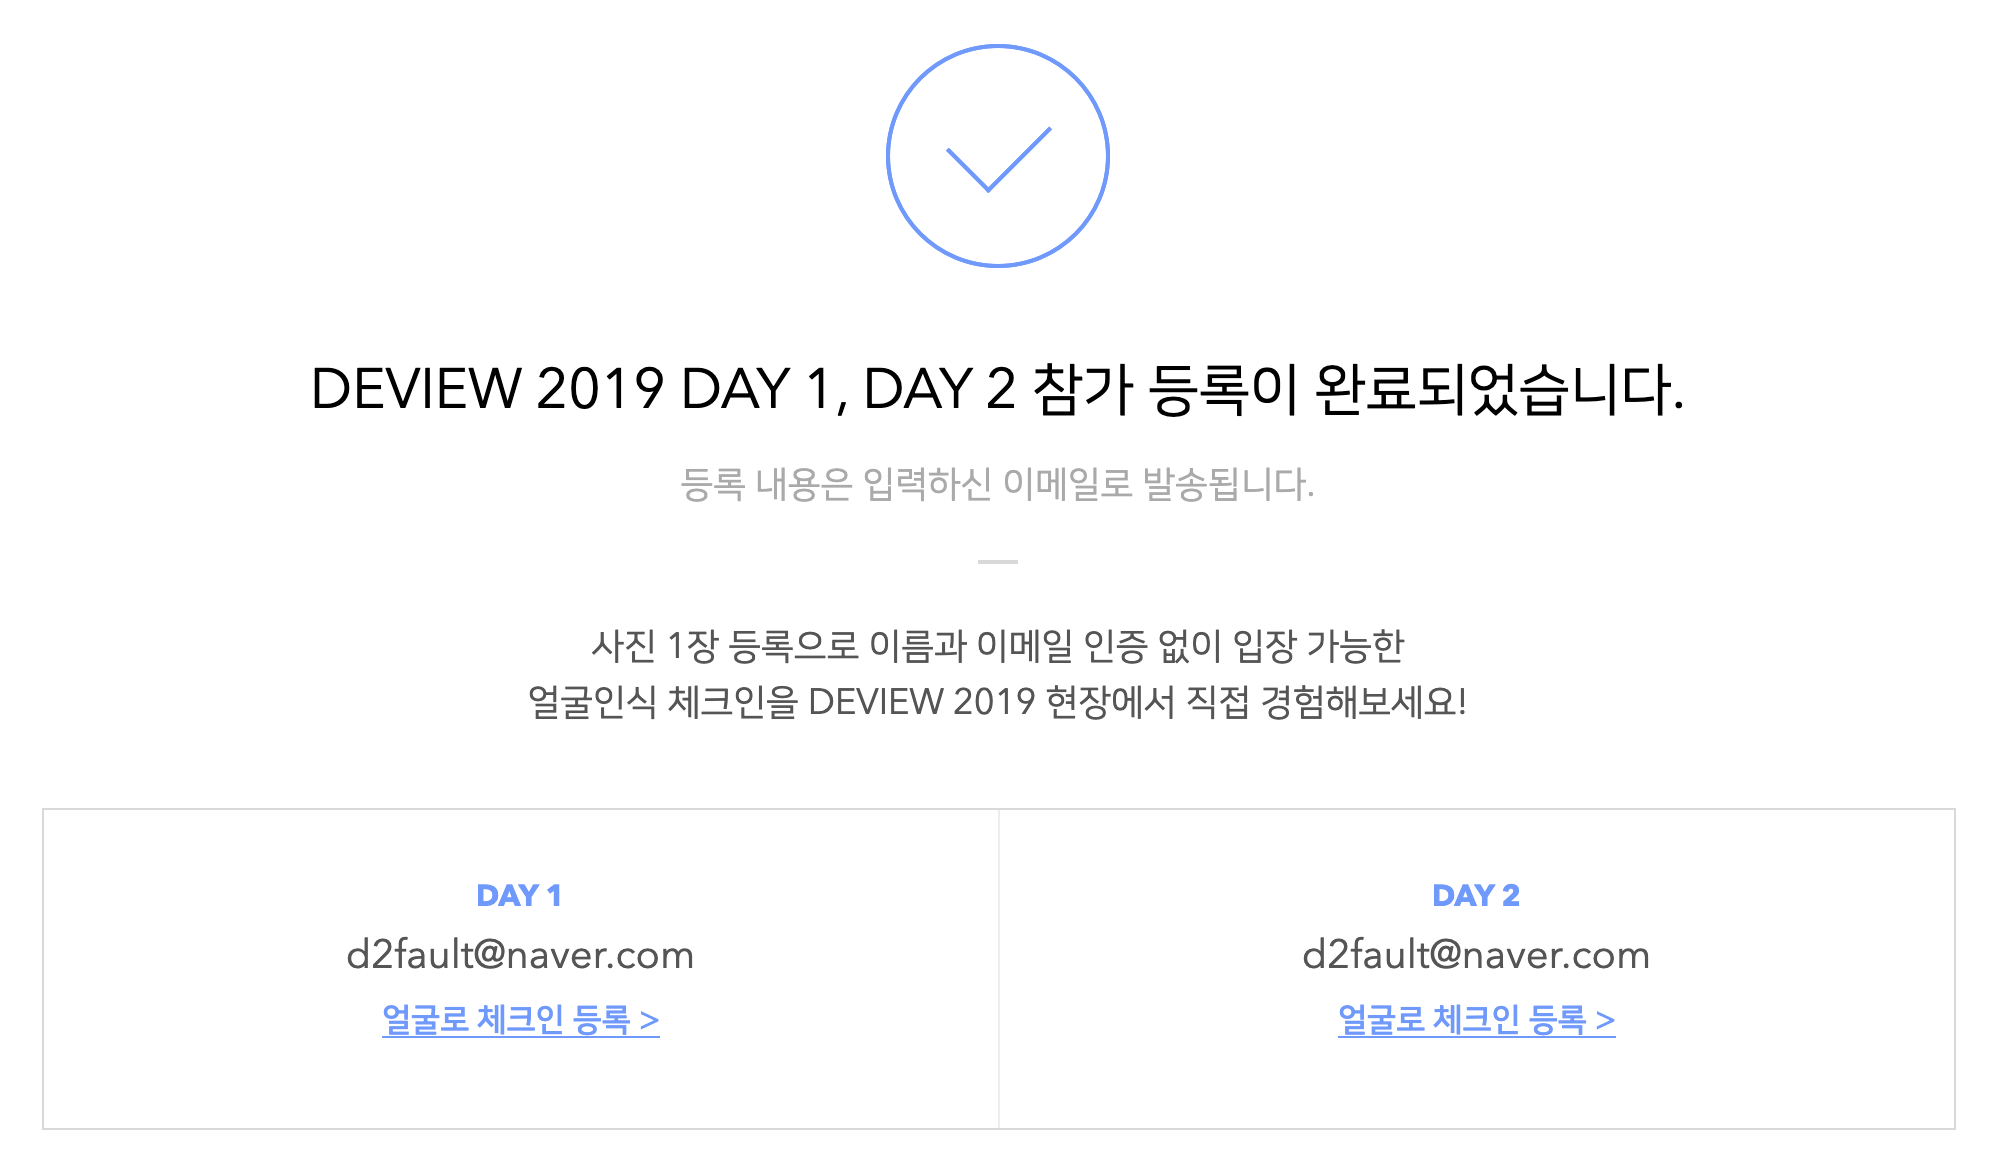 DEVIEW 2019 DAY 1, DAY 2 참가 등록이 완료되었습니다.
등록 내용은 입력하신 이메일로 발송됩니다.
사진 1장 등록으로 이름과 이메일 인증 없이 입장 가능한
얼굴인식 체크인을 DEVIEW 2019 현장에서 직접 경험해보세요!
DAY 1
d2fault@naver.com
얼굴로 체크인 등록 >
DAY 2
d2fault@naver.com
얼굴로 체크인 등록 >